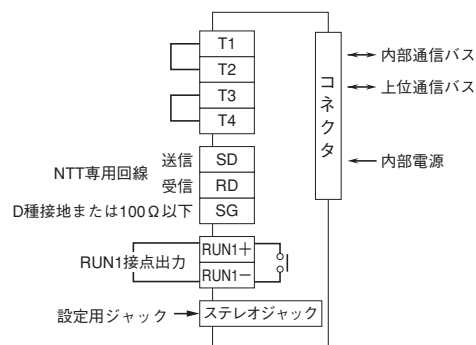 T1
T2
T3
T4
NTT専用回線
送信 SD
受信 RD
D種接地または100Ω以下 SG
RUN1接点出力
RUN1+
RUN1−
設定用ジャック
ステレオジャック
コネクタ
内部通信バス
上位通信バス
内部電源